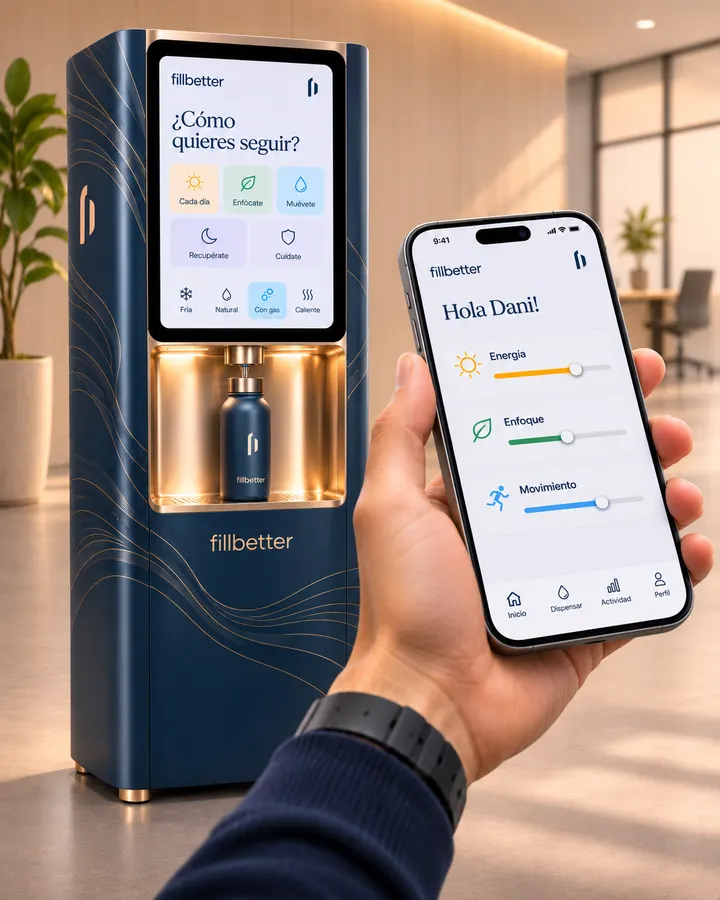 fillbetter
¿Cómo
quieres seguir?
Cada día
Enfócate
Muévete
Recupérate
Cuídate
Fría
Natural
Con gas
Caliente
fillbetter
fillbetter
9:41
fillbetter
Hola Dani!
Energía
Enfoque
Movimiento
Inicio
Dispensar
Actividad
Perfil